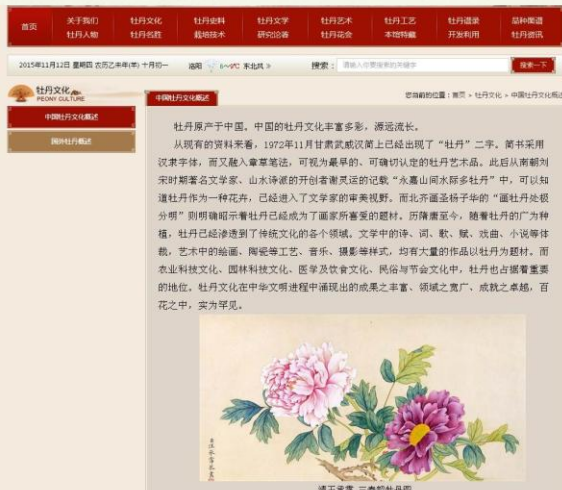 首页 关于我们 牡丹文化 牡丹史料 牡丹文学 牡丹艺术 牡丹工艺 牡丹谱录 品种图谱
牡丹人物 牡丹名胜 栽培技术 研究论著 牡丹花会 本馆特藏 开发利用 牡丹资讯
2015年11月12日 星期四 农历乙未年(羊) 十月初一 洛阳 6~9℃ 东北风 搜索： 请输入你要搜索的关键字 搜索一下
牡丹文化
PEONY CULTURE
中国牡丹文化概述 您当前的位置：首页 » 牡丹文化 » 中国牡丹文化概述
中国牡丹文化概述
国外牡丹概述
牡丹原产于中国。中国的牡丹文化丰富多彩，源远流长。
从现有的资料来看，1972年11月甘肃武威汉简上已经出现了“牡丹”二字。简书采用
汉隶字体，而又融入章草笔法，可视为最早的、可确切认定的牡丹艺术品。此后从南朝刘
宋时期著名文学家、山水诗派的开创者谢灵运的记载“永嘉山间水际多牡丹”中，可以知
道牡丹作为一种花卉，已经进入了文学家的审美视野。而北齐画圣杨子华的“画牡丹处极
分明”则明确昭示着牡丹已经成为了画家所喜爱的题材。历隋唐至今，随着牡丹的广为种
植，牡丹已经渗透到了传统文化的各个领域。文学中的诗、词、歌、赋、戏曲、小说等体
裁，艺术中的绘画、陶瓷等工艺、音乐、摄影等样式，均有大量的作品以牡丹为题材。而
农业科技文化、园林科技文化、医学及饮食文化、民俗与节会文化中，牡丹也占据着重要
的地位。牡丹文化在中华文明进程中涌现出的成果之丰富、领域之宽广、成就之卓越，百
花之中，实为罕见。